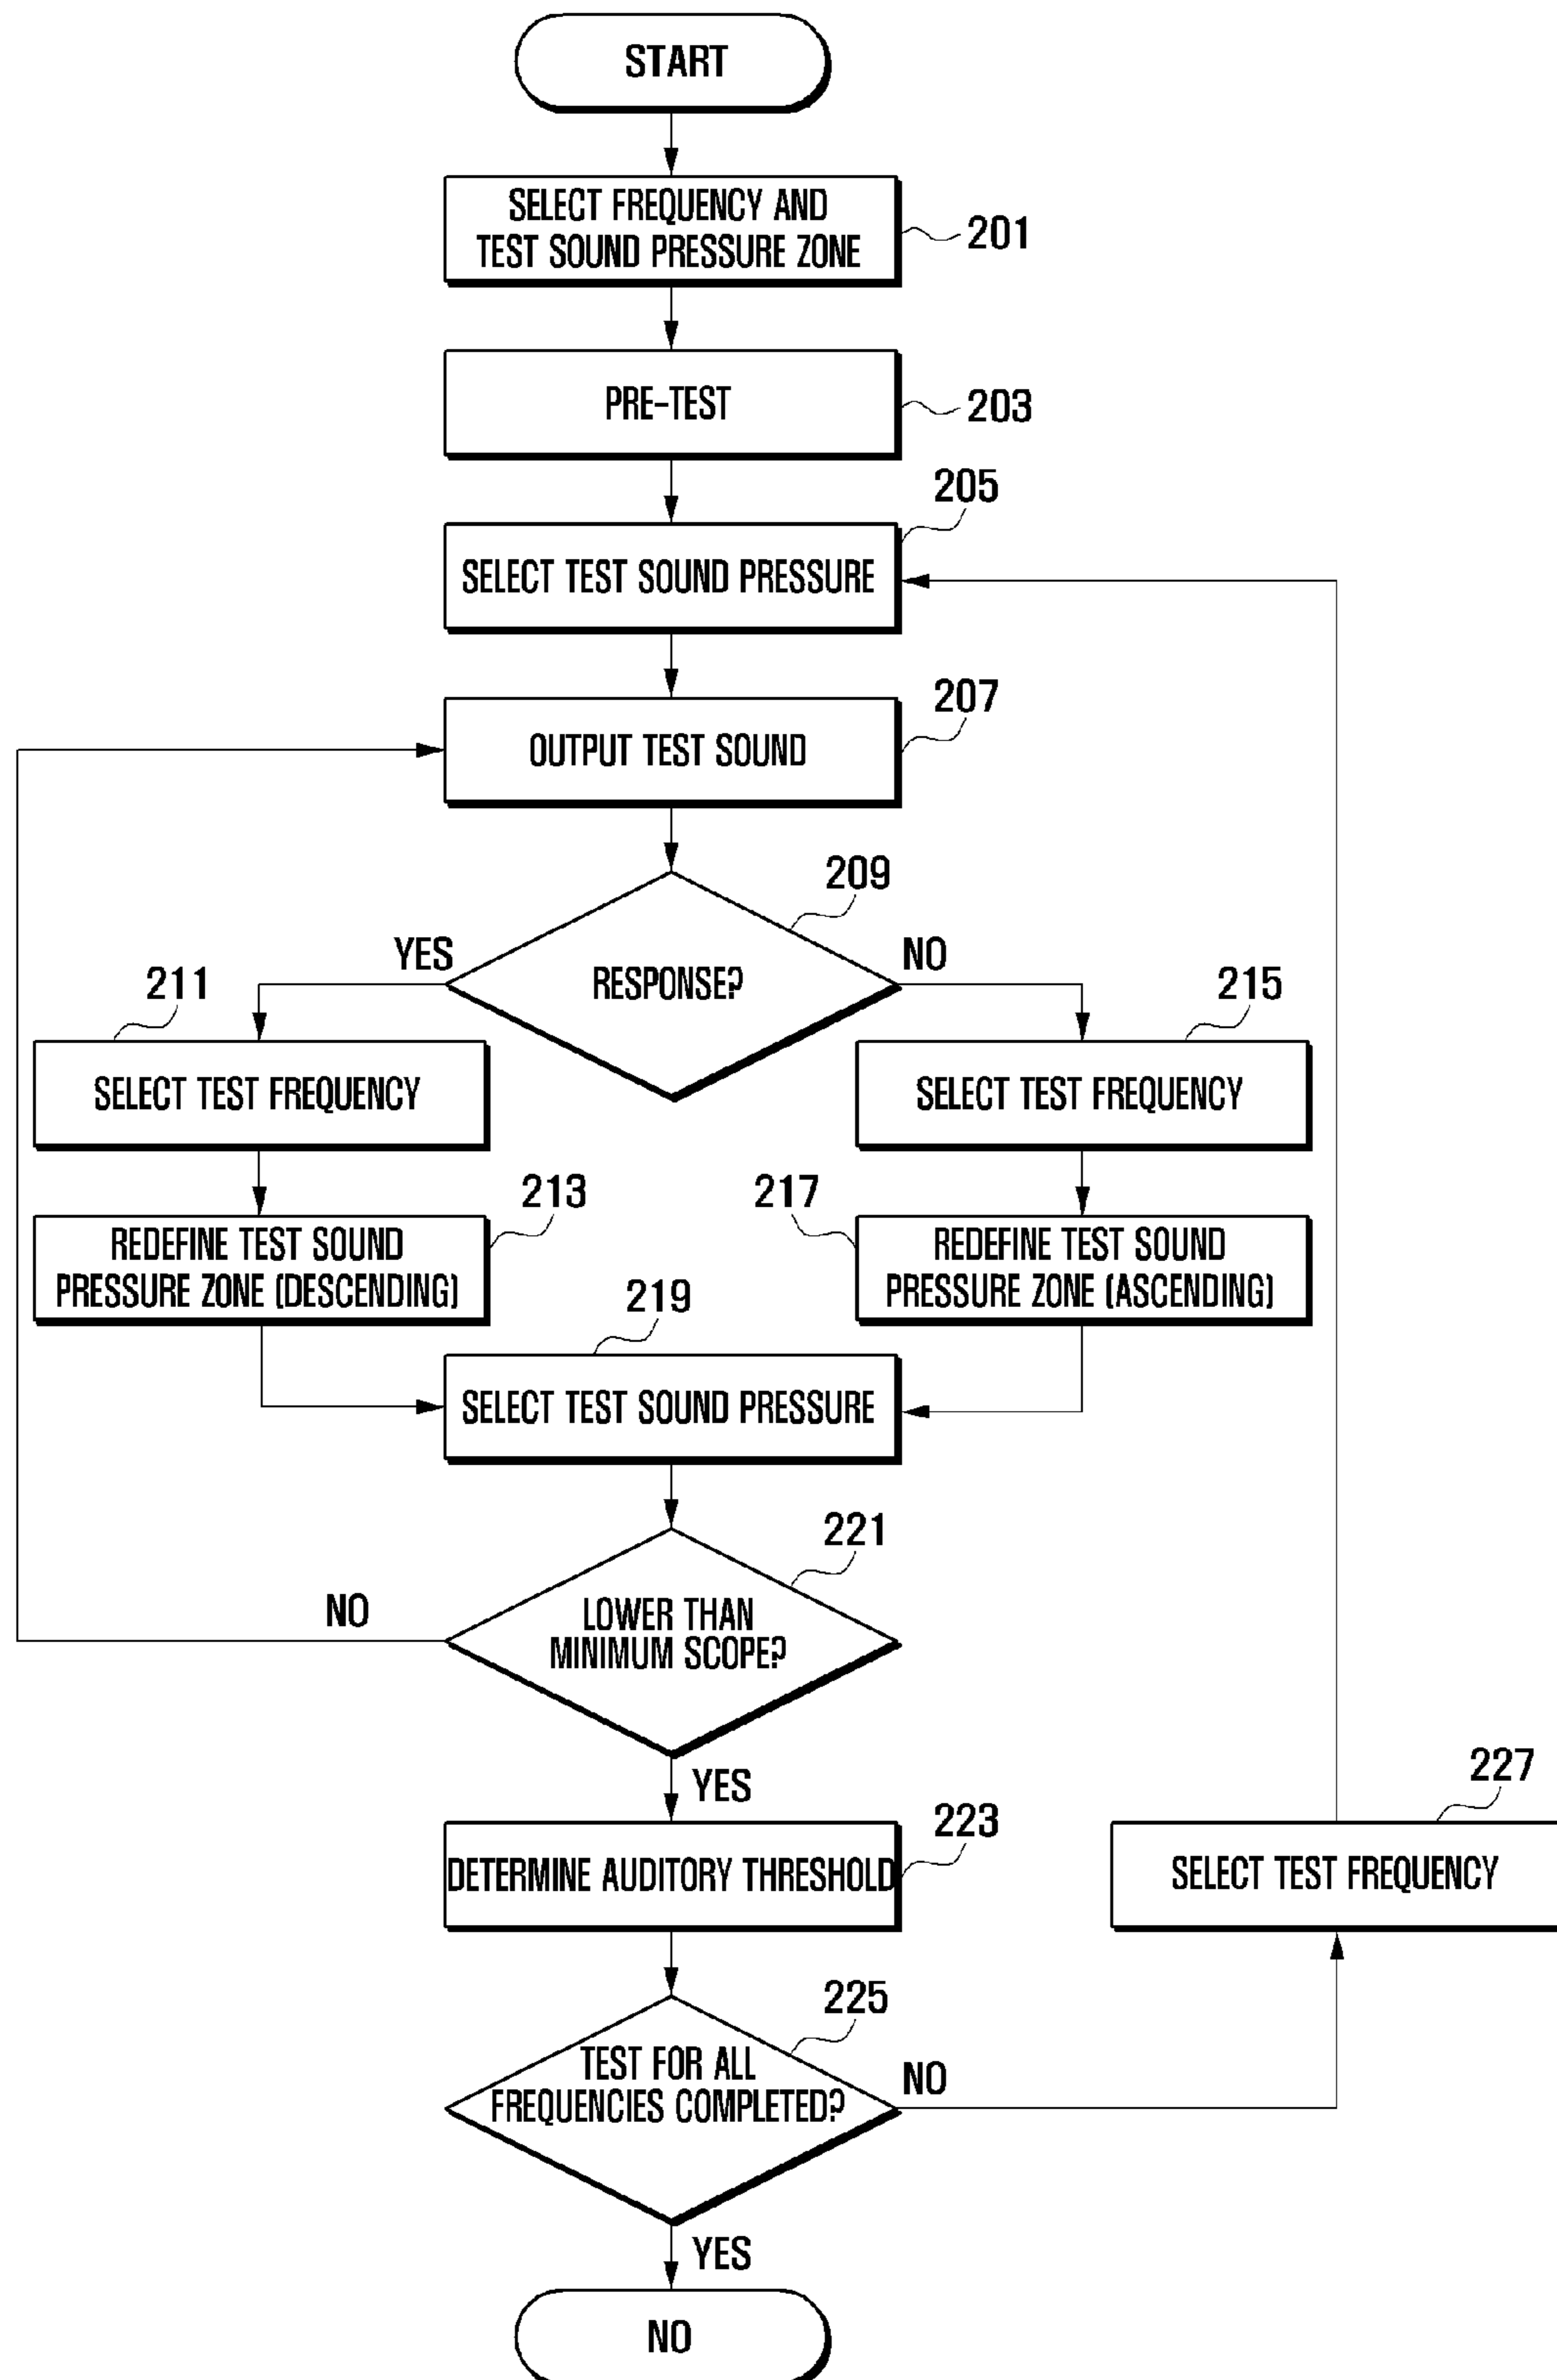 START
SELECT FREQUENCY AND
TEST SOUND PRESSURE ZONE
201
PRE-TEST
203
205
SELECT TEST SOUND PRESSURE
207
OUTPUT TEST SOUND
209
YES
RESPONSE?
NO
211
SELECT TEST FREQUENCY
215
SELECT TEST FREQUENCY
213
REDEFINE TEST SOUND
PRESSURE ZONE (DESCENDING)
217
REDEFINE TEST SOUND
PRESSURE ZONE (ASCENDING)
219
SELECT TEST SOUND PRESSURE
221
NO
LOWER THAN
MINIMUM SCOPE?
YES
223
DETERMINE AUDITORY THRESHOLD
227
SELECT TEST FREQUENCY
225
TEST FOR ALL
FREQUENCIES COMPLETED?
NO
YES
NO